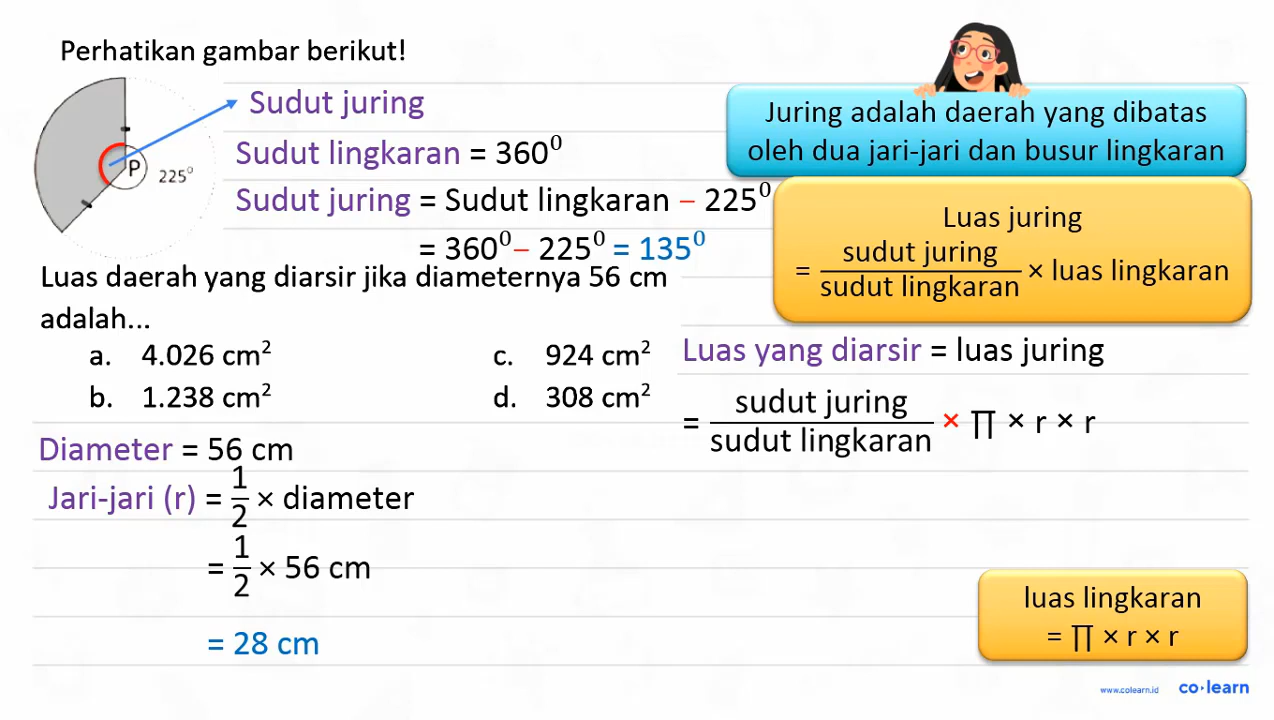 Perhatikan gambar berikut!
P
225⁰
Sudut juring
Sudut lingkaran = 360⁰
Sudut juring = Sudut lingkaran − 225⁰
= 360⁰ − 225⁰ = 135⁰
Juring adalah daerah yang dibatas
oleh dua jari-jari dan busur lingkaran
Luas juring
= sudut juring / sudut lingkaran × luas lingkaran
Luas daerah yang diarsir jika diameternya 56 cm
adalah...
a. 4.026 cm²
b. 1.238 cm²
c. 924 cm²
d. 308 cm²
Diameter = 56 cm
Jari-jari (r) = 1/2 × diameter
= 1/2 × 56 cm
= 28 cm
Luas yang diarsir = luas juring
= sudut juring / sudut lingkaran × ∏ × r × r
luas lingkaran
= ∏ × r × r
www.colearn.id
co·learn